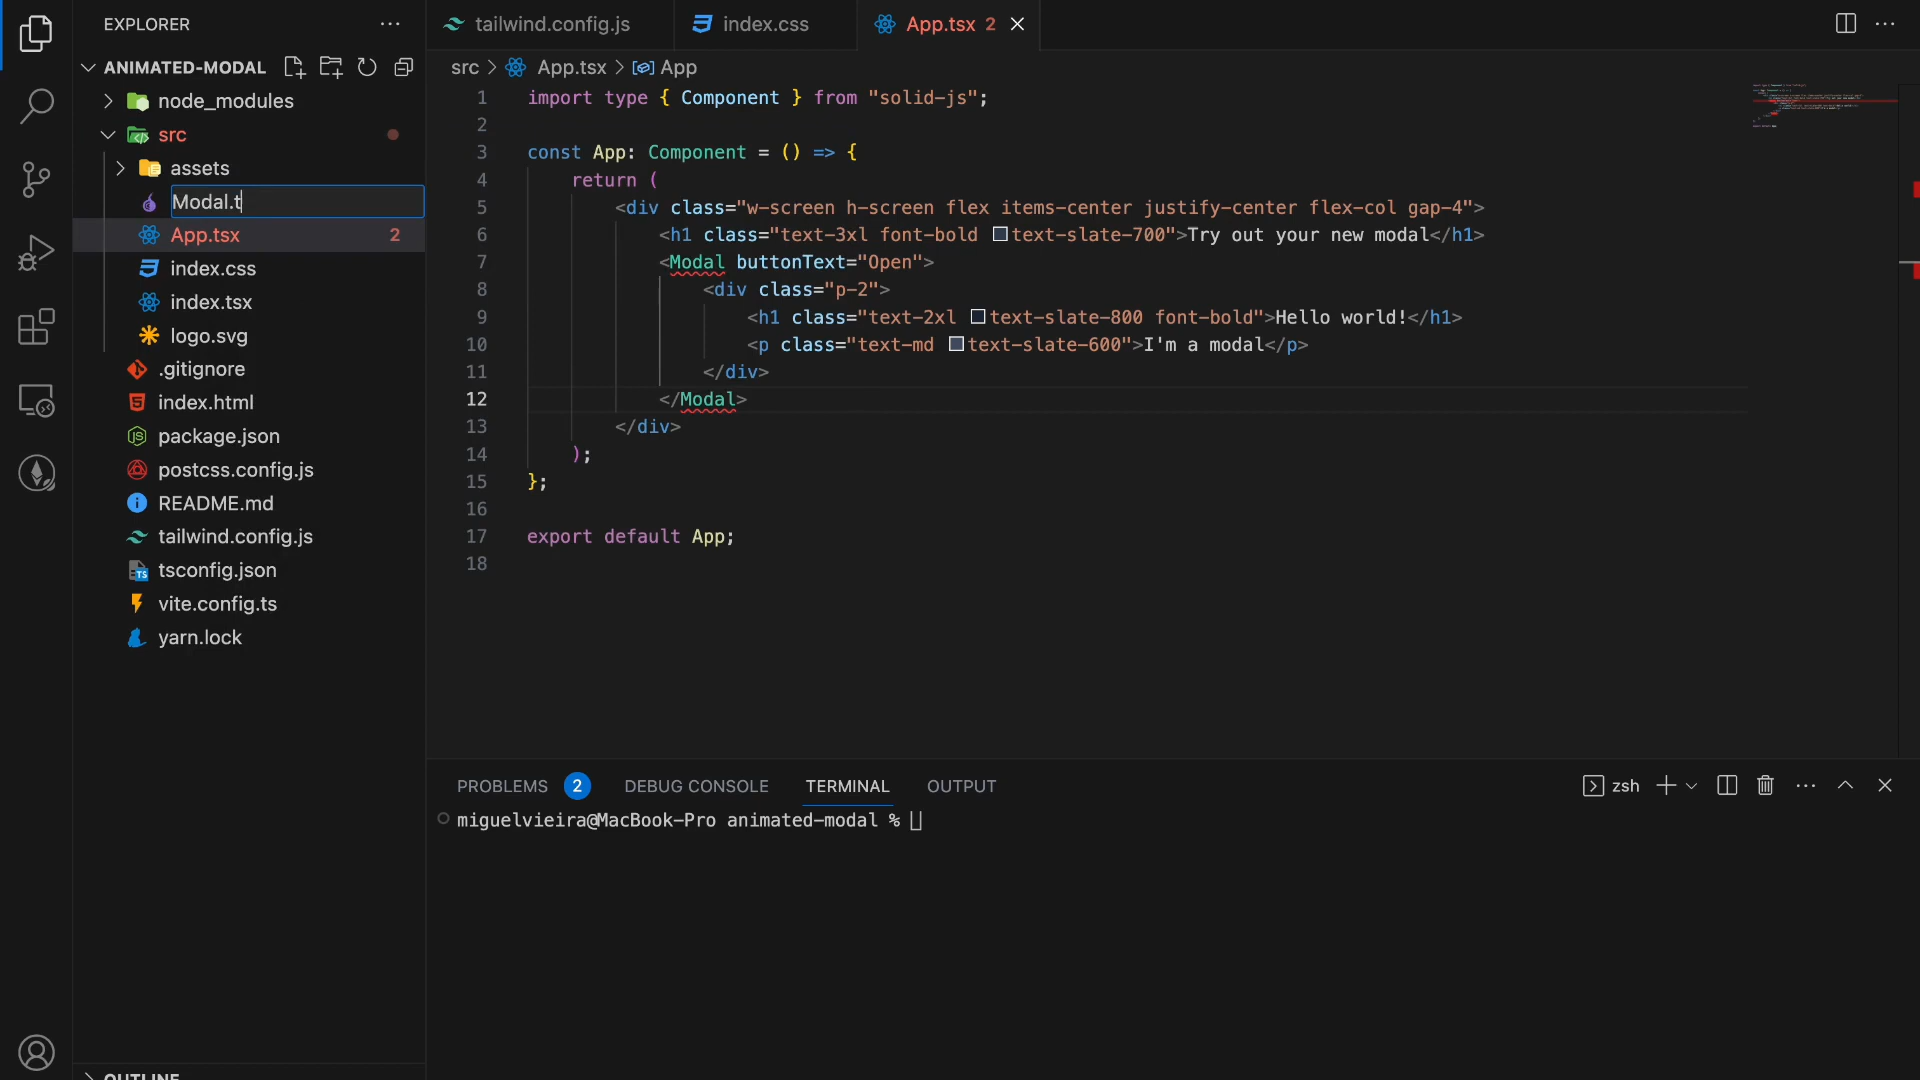 EXPLORER
ANIMATED-MODAL
node_modules
src
assets
Modal.t
App.tsx 2
index.css
index.tsx
logo.svg
.gitignore
index.html
package.json
postcss.config.js
README.md
tailwind.config.js
tsconfig.json
vite.config.ts
yarn.lock
OUTLINE
tailwind.config.js index.css App.tsx 2
src > App.tsx > App
1 import type { Component } from "solid-js";
2
3 const App: Component = () => {
4 return (
5 <div class="w-screen h-screen flex items-center justify-center flex-col gap-4">
6 <h1 class="text-3xl font-bold text-slate-700">Try out your new modal</h1>
7 <Modal buttonText="Open">
8 <div class="p-2">
9 <h1 class="text-2xl text-slate-800 font-bold">Hello world!</h1>
10 <p class="text-md text-slate-600">I'm a modal</p>
11 </div>
12 </Modal>
13 </div>
14 );
15 };
16
17 export default App;
18
PROBLEMS 2 DEBUG CONSOLE TERMINAL OUTPUT zsh
miguelvieira@MacBook-Pro animated-modal %